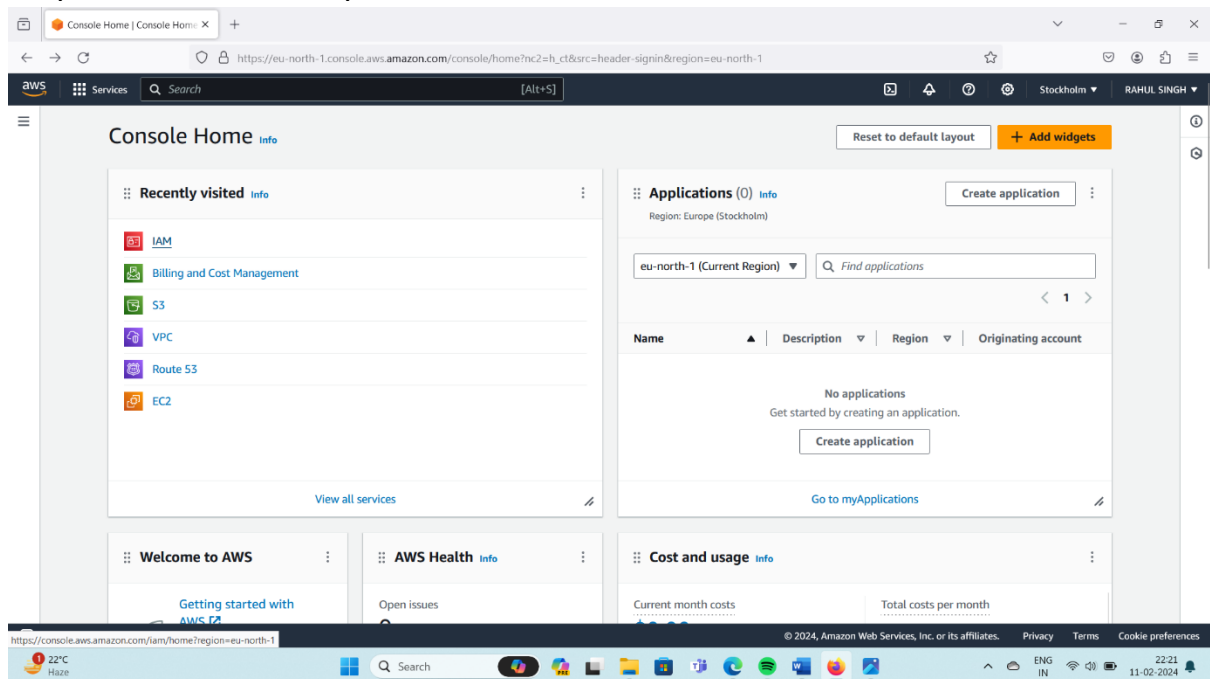 Console Home | Console Home
https://eu-north-1.console.aws.amazon.com/console/home?nc2=h_ct&src=header-signin&region=eu-north-1
aws Services Search [Alt+S] Stockholm ▼ RAHUL SINGH ▼
Console Home Info
Reset to default layout
+ Add widgets
Recently visited Info
IAM
Billing and Cost Management
S3
VPC
Route 53
EC2
View all services
Applications (0) Info
Create application
Region: Europe (Stockholm)
eu-north-1 (Current Region) ▼ Find applications
< 1 >
Name Description Region Originating account
No applications
Get started by creating an application.
Create application
Go to myApplications
Welcome to AWS
Getting started with
AWS
AWS Health Info
Open issues
Cost and usage Info
Current month costs
Total costs per month
https://console.aws.amazon.com/iam/home?region=eu-north-1
© 2024, Amazon Web Services, Inc. or its affiliates. Privacy Terms Cookie preferences
1
22°C
Haze
Search
PRE
ENG
IN
22:21
11-02-2024